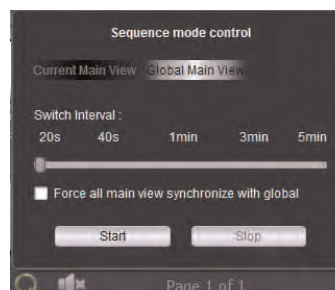 Sequence mode control
Current Main View Global Main View
Switch Interval :
20s 40s 1min 3min 5min
Force all main view synchronize with global
Start Stop
Page 1 of 1